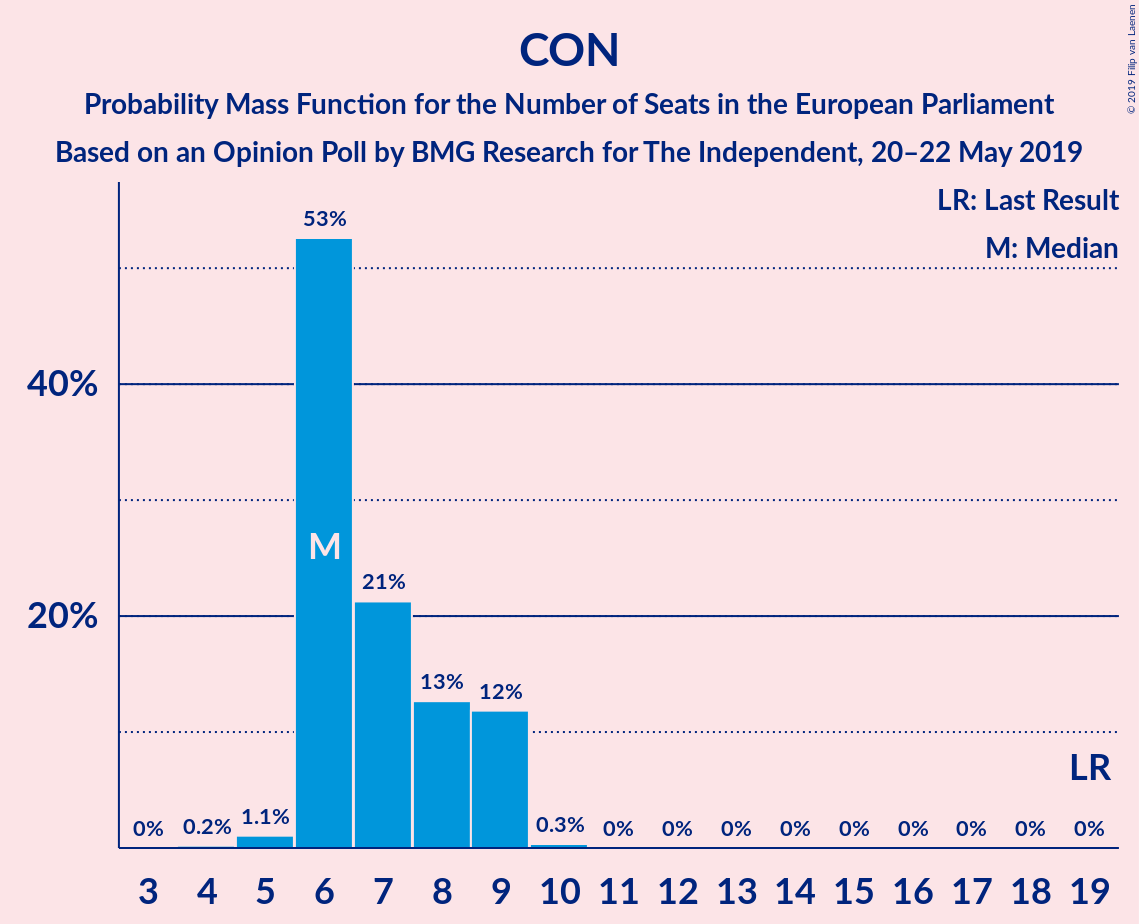 CON
Probability Mass Function for the Number of Seats in the European Parliament
Based on an Opinion Poll by BMG Research for The Independent, 20–22 May 2019
© 2019 Filip van Laenen
LR: Last Result
M: Median
53%
40%
M
21%
20%
13%
12%
LR
0%
0.2%
1.1%
0.3%
0%
0%
0%
0%
0%
0%
0%
0%
0%
3 4 5 6 7 8 9 10 11 12 13 14 15 16 17 18 19